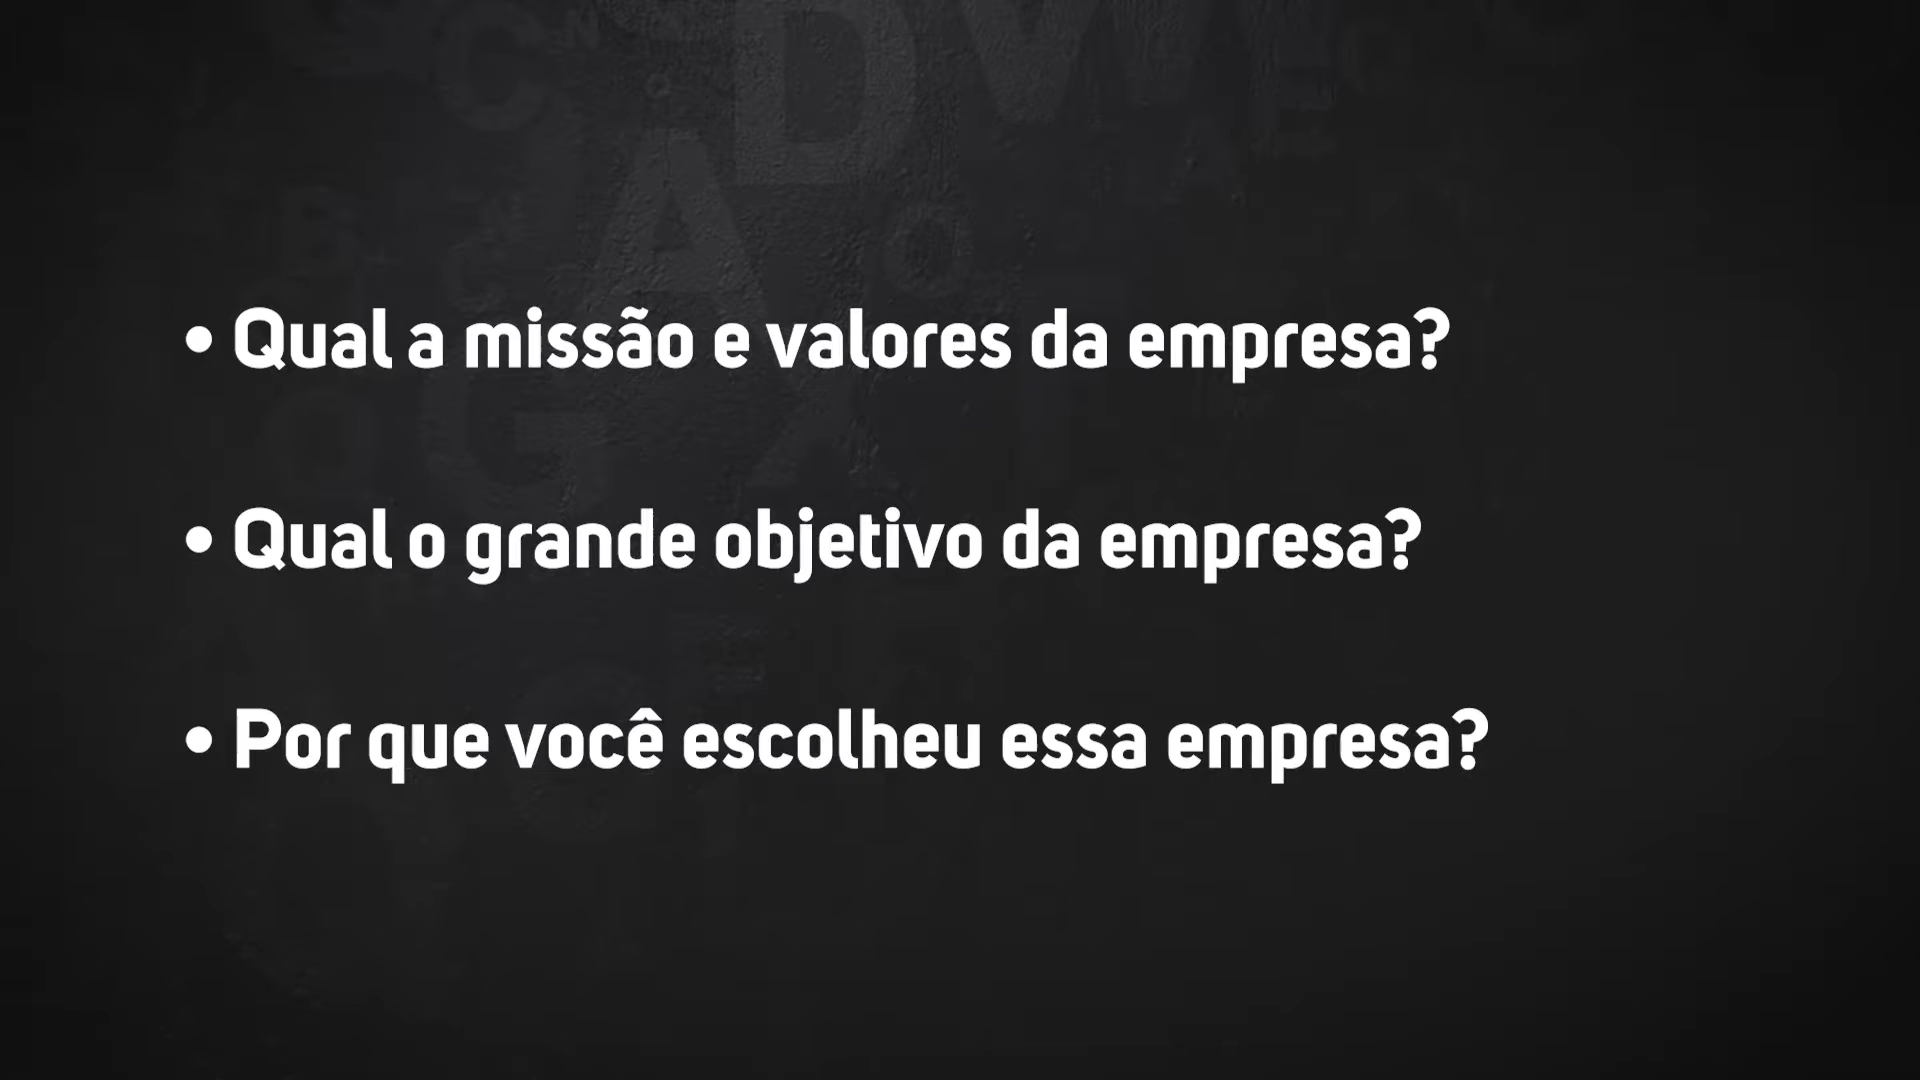 • Qual a missão e valores da empresa?
• Qual o grande objetivo da empresa?
• Por que você escolheu essa empresa?